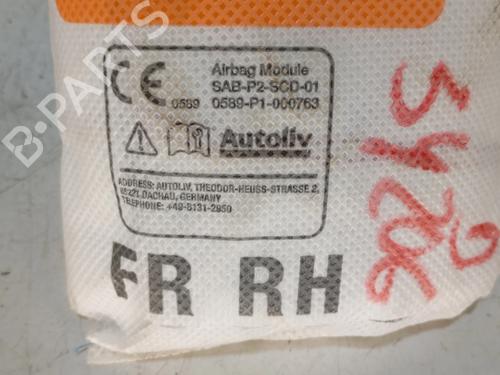 Airbag Module
SAB-P2-SCD-01
CE 0589 0589-P1-000763
Autoliv
ADDRESS: AUTOLIV, THEODOR-HEUSS-STRASSE 2,
85221 DACHAU, GERMANY
TELEPHONE: +49-8131-2950
FR RH
B-PARTS